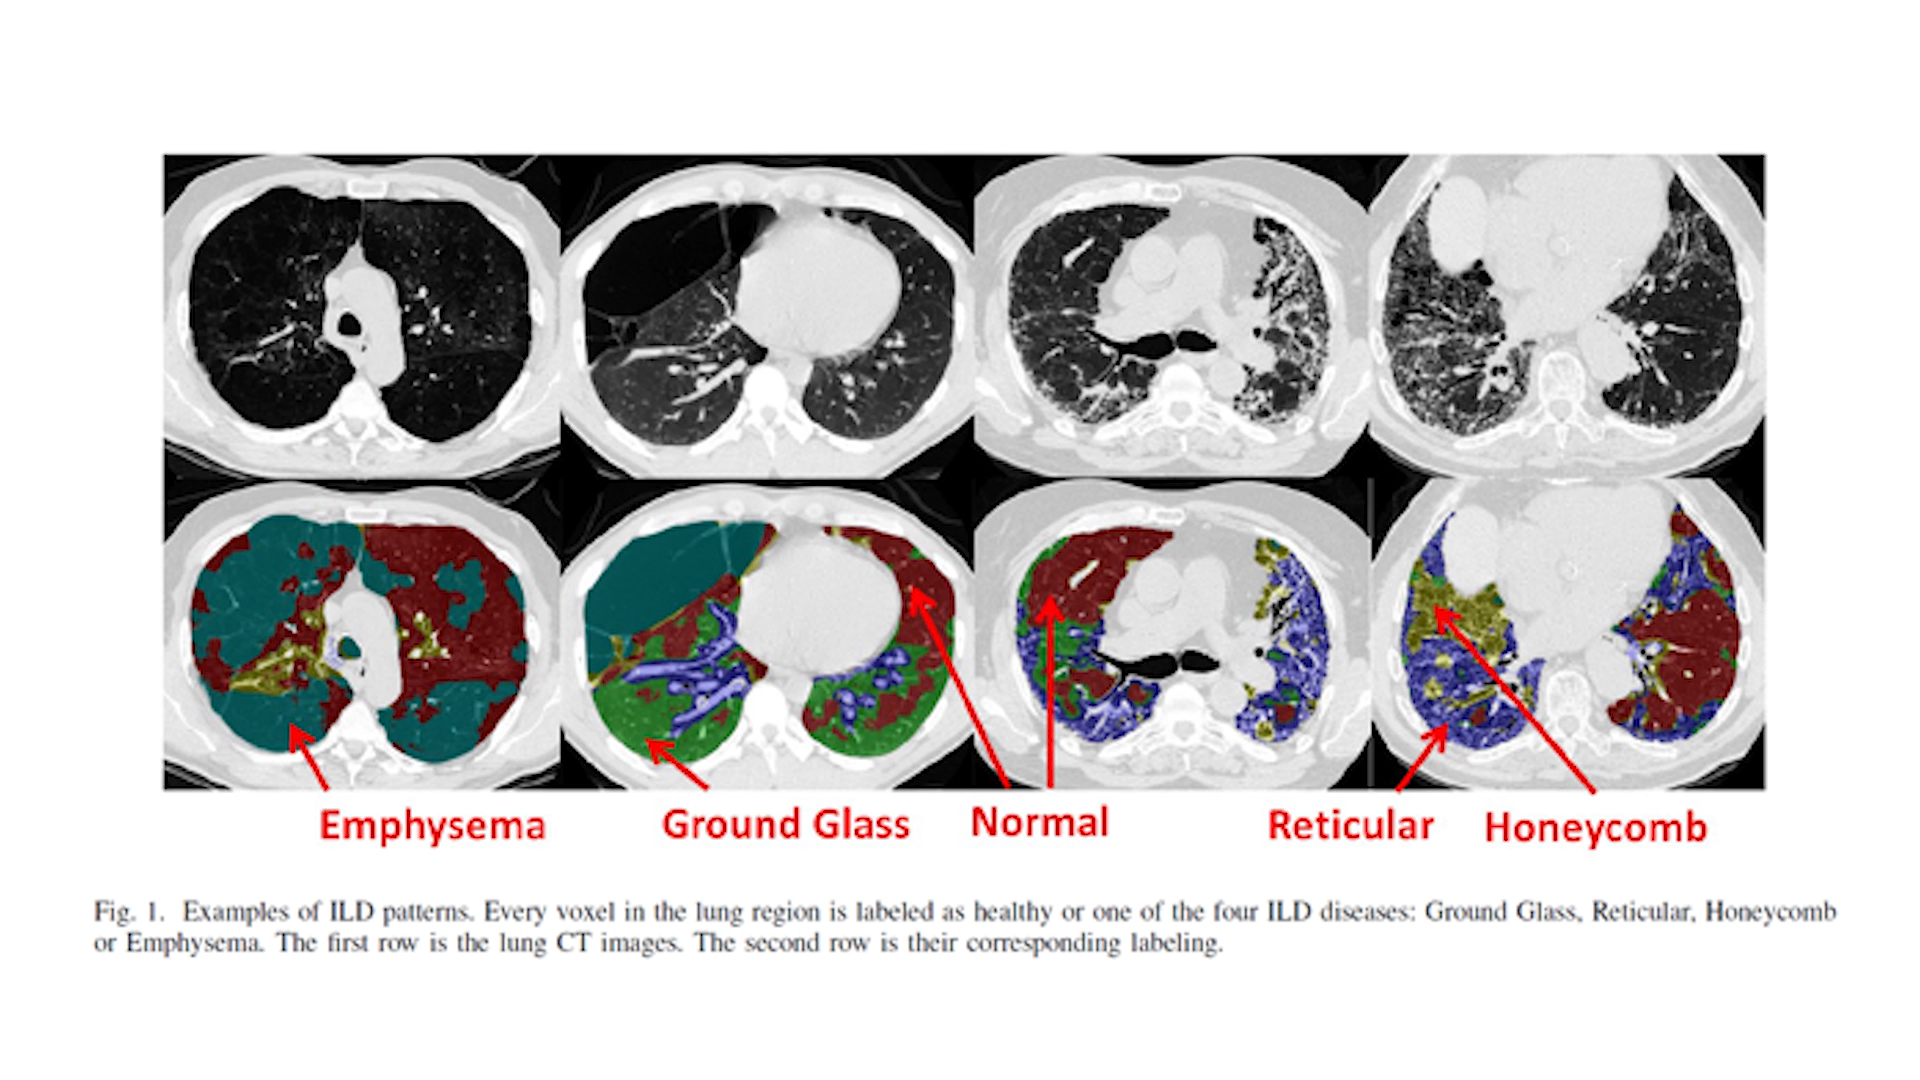 Emphysema Ground Glass Normal Reticular Honeycomb
Fig. 1. Examples of ILD patterns. Every voxel in the lung region is labeled as healthy or one of the four ILD diseases: Ground Glass, Reticular, Honeycomb
or Emphysema. The first row is the lung CT images. The second row is their corresponding labeling.